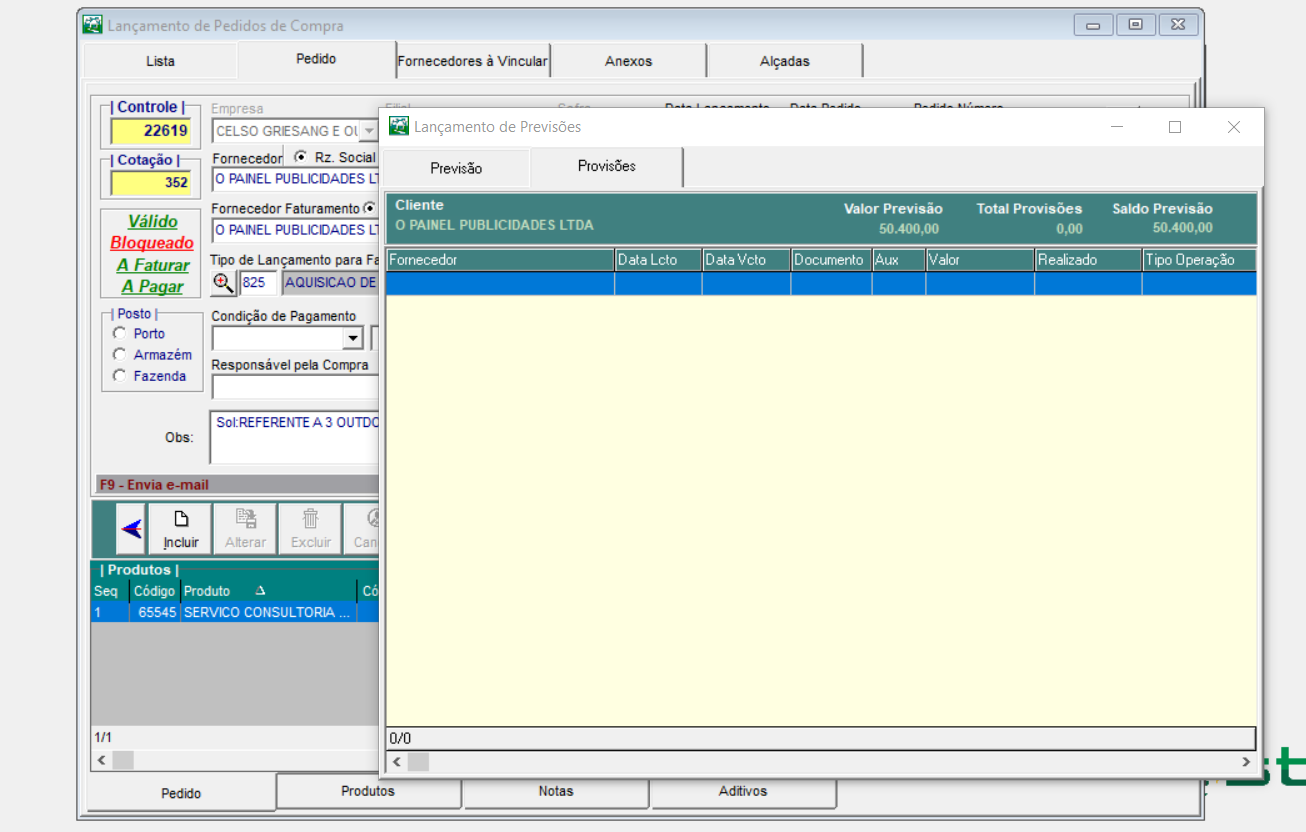 Lançamento de Pedidos de Compra
Lista
Pedido
Fornecedores à Vincular
Anexos
Alçadas
| Controle |
22619
Empresa
CELSO GRIESANG E OU
| Cotação |
352
Fornecedor
Rz. Social
O PAINEL PUBLICIDADES LT
Válido
Bloqueado
A Faturar
A Pagar
Fornecedor Faturamento
O PAINEL PUBLICIDADES LT
Tipo de Lançamento para Fa
825
AQUISICAO DE
| Posto |
Porto
Armazém
Fazenda
Condição de Pagamento
Responsável pela Compra
Obs:
Sol:REFERENTE A 3 OUTDO
F9 - Envia e-mail
Incluir
Alterar
Excluir
Can
| Produtos |
Seq Código Produto Có
1 65545 SERVICO CONSULTORIA ...
1/1
Pedido
Produtos
Notas
Aditivos
Lançamento de Previsões
Previsão
Provisões
Cliente
O PAINEL PUBLICIDADES LTDA
Valor Previsão
50.400,00
Total Provisões
0,00
Saldo Previsão
50.400,00
Fornecedor Data Lcto Data Vcto Documento Aux Valor Realizado Tipo Operação
0/0